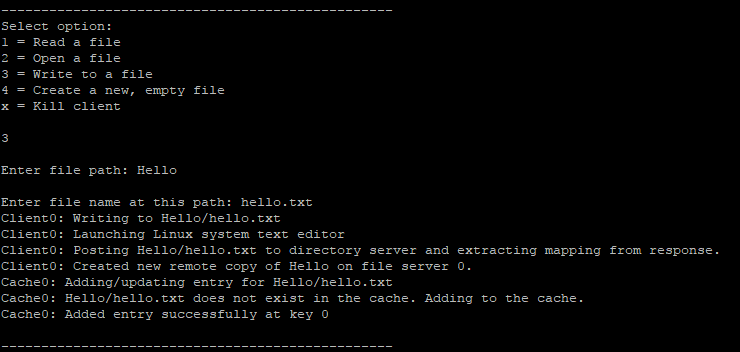 -------------------------------------------------
Select option:
1 = Read a file
2 = Open a file
3 = Write to a file
4 = Create a new, empty file
x = Kill client
3
Enter file path: Hello
Enter file name at this path: hello.txt
Client0: Writing to Hello/hello.txt
Client0: Launching Linux system text editor
Client0: Posting Hello/hello.txt to directory server and extracting mapping from response.
Client0: Created new remote copy of Hello on file server 0.
Cache0: Adding/updating entry for Hello/hello.txt
Cache0: Hello/hello.txt does not exist in the cache. Adding to the cache.
Cache0: Added entry successfully at key 0
-------------------------------------------------